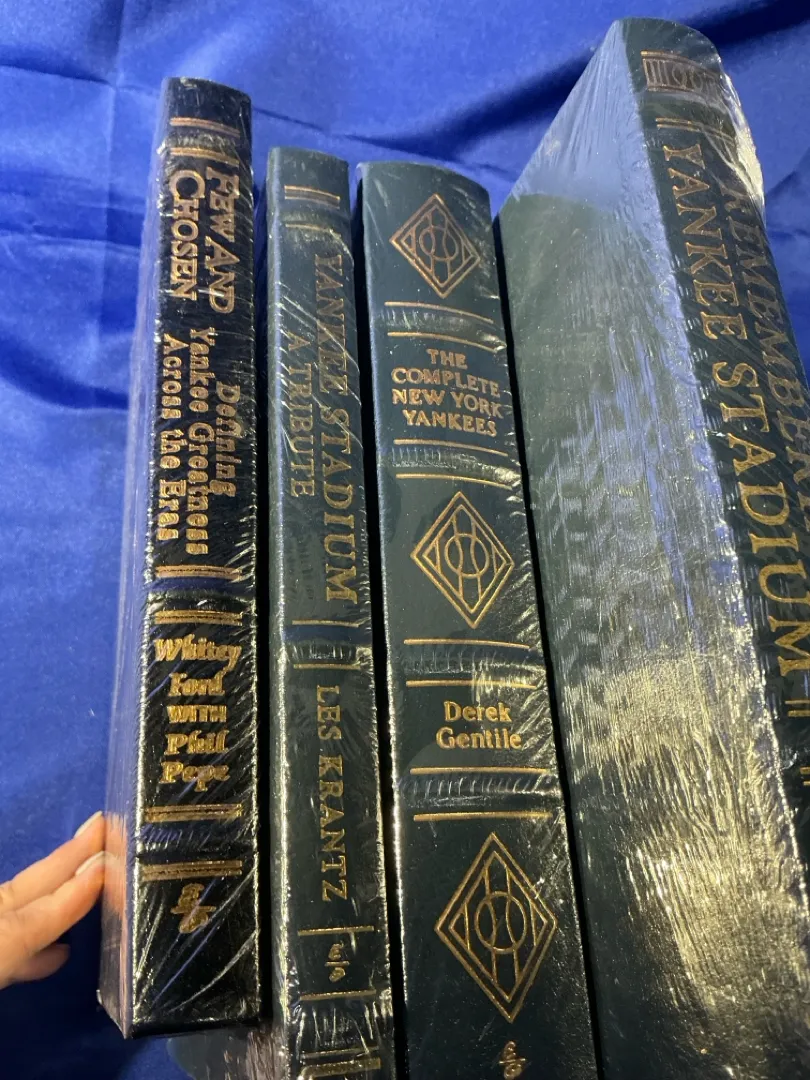 FEW AND
CHOSEN
Defining
Yankee Greatness
Across the Eras
Whitey
Ford
WITH
Phil
Pepe
YANKEE STADIUM
A TRIBUTE
LES KRANTZ
THE
COMPLETE
NEW YORK
YANKEES
Derek
Gentile
YANKEE STADIUM